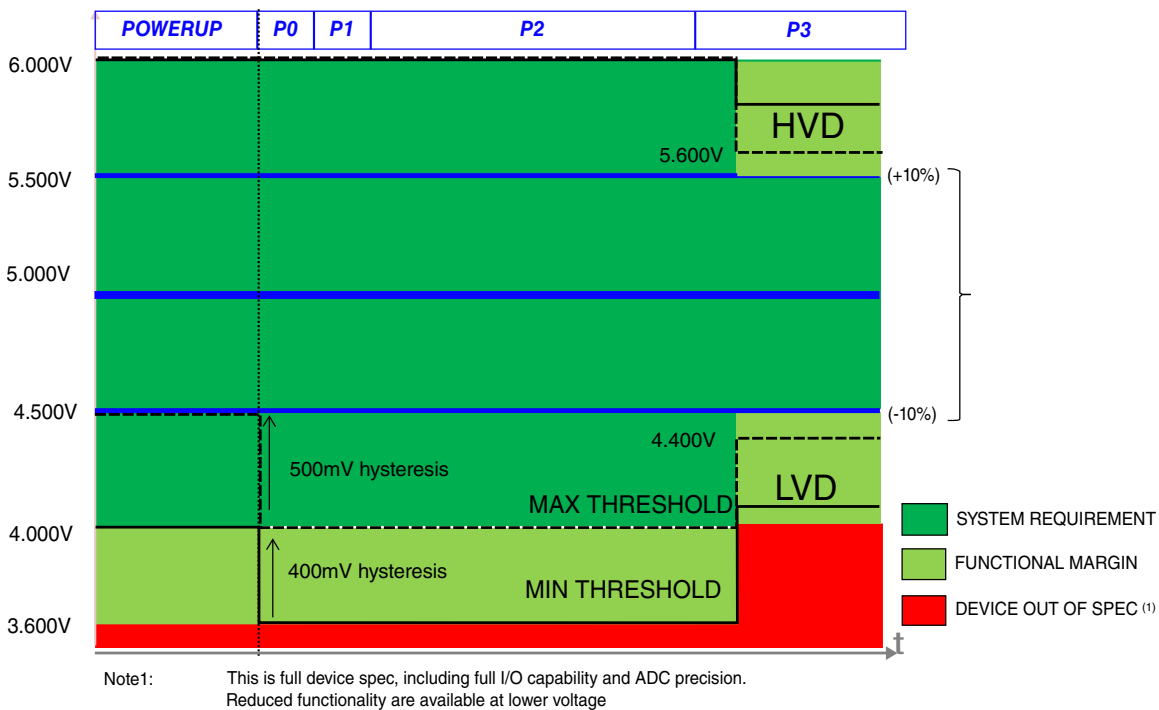 POWERUP P0 P1 P2 P3
6.000V
HVD
5.600V
5.500V
(+10%)
5.000V
4.500V
(-10%)
4.400V
500mV hysteresis
LVD
MAX THRESHOLD
SYSTEM REQUIREMENT
4.000V
400mV hysteresis
FUNCTIONAL MARGIN
MIN THRESHOLD
DEVICE OUT OF SPEC (1)
3.600V
t
Note1: This is full device spec, including full I/O capability and ADC precision.
Reduced functionality are available at lower voltage